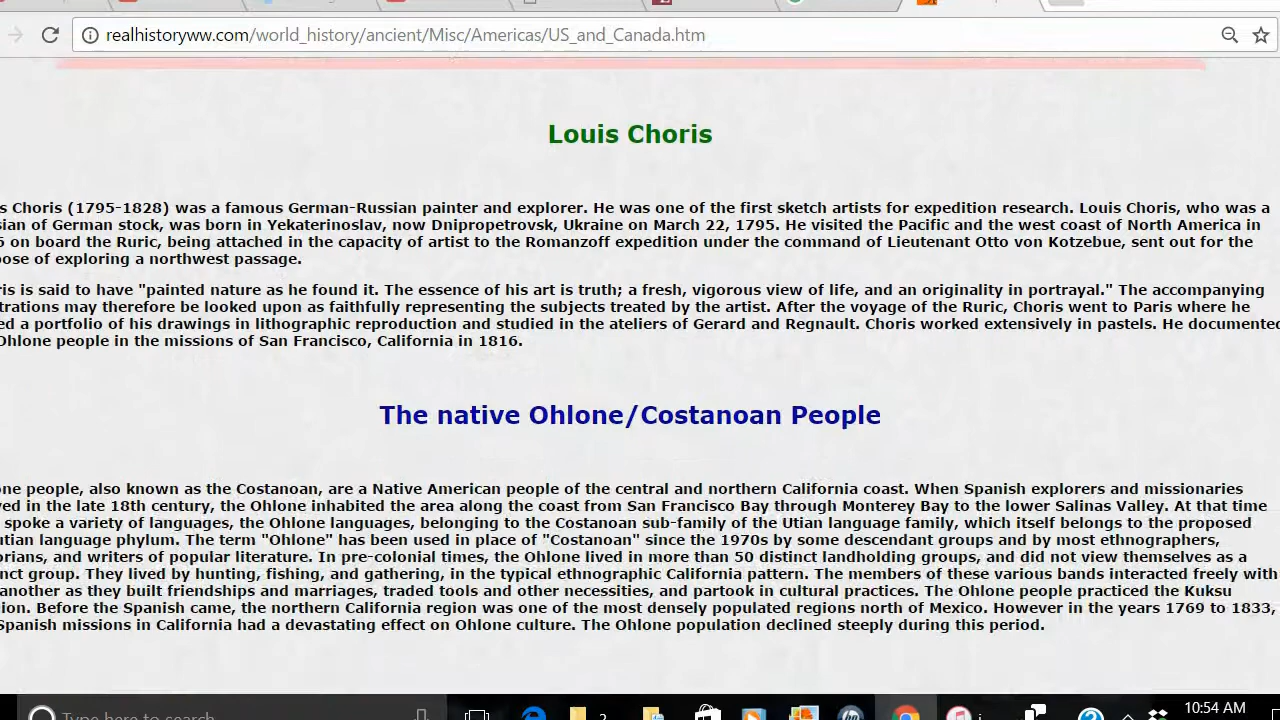 realhistoryww.com/world_history/ancient/Misc/Americas/US_and_Canada.htm
Louis Choris
s Choris (1795-1828) was a famous German-Russian painter and explorer. He was one of the first sketch artists for expedition research. Louis Choris, who was a
sian of German stock, was born in Yekaterinoslav, now Dnipropetrovsk, Ukraine on March 22, 1795. He visited the Pacific and the west coast of North America in
on board the Ruric, being attached in the capacity of artist to the Romanzoff expedition under the command of Lieutenant Otto von Kotzebue, sent out for the
ose of exploring a northwest passage.
ris is said to have "painted nature as he found it. The essence of his art is truth; a fresh, vigorous view of life, and an originality in portrayal." The accompanying
trations may therefore be looked upon as faithfully representing the subjects treated by the artist. After the voyage of the Ruric, Choris went to Paris where he
ed a portfolio of his drawings in lithographic reproduction and studied in the ateliers of Gerard and Regnault. Choris worked extensively in pastels. He documented
Ohlone people in the missions of San Francisco, California in 1816.
The native Ohlone/Costanoan People
one people, also known as the Costanoan, are a Native American people of the central and northern California coast. When Spanish explorers and missionaries
ved in the late 18th century, the Ohlone inhabited the area along the coast from San Francisco Bay through Monterey Bay to the lower Salinas Valley. At that time
spoke a variety of languages, the Ohlone languages, belonging to the Costanoan sub-family of the Utian language family, which itself belongs to the proposed
utian language phylum. The term "Ohlone" has been used in place of "Costanoan" since the 1970s by some descendant groups and by most ethnographers,
orians, and writers of popular literature. In pre-colonial times, the Ohlone lived in more than 50 distinct landholding groups, and did not view themselves as a
nct group. They lived by hunting, fishing, and gathering, in the typical ethnographic California pattern. The members of these various bands interacted freely with
another as they built friendships and marriages, traded tools and other necessities, and partook in cultural practices. The Ohlone people practiced the Kuksu
ion. Before the Spanish came, the northern California region was one of the most densely populated regions north of Mexico. However in the years 1769 to 1833,
Spanish missions in California had a devastating effect on Ohlone culture. The Ohlone population declined steeply during this period.
Type here to search
10:54 AM